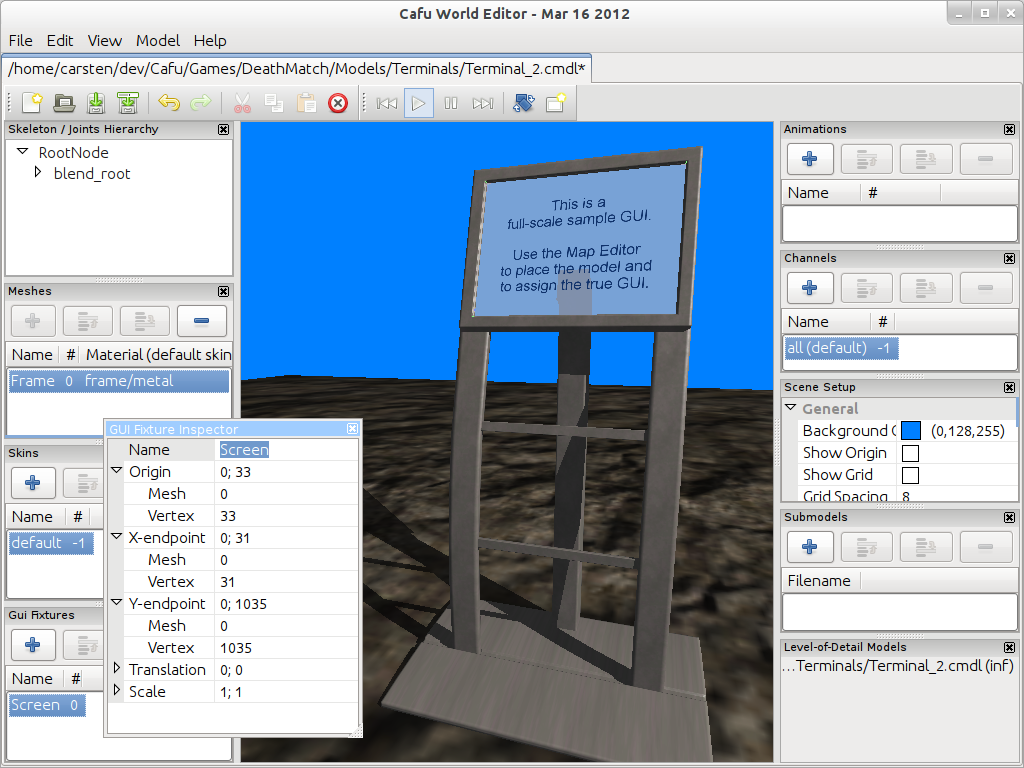 Cafu World Editor - Mar 16 2012
File Edit View Model Help
/home/carsten/dev/Cafu/Games/DeathMatch/Models/Terminals/Terminal_2.cmdl*
Skeleton / Joints Hierarchy
RootNode
blend_root
Meshes
Name # Material (default skin
Frame 0 frame/metal
Skins
Name #
default -1
Gui Fixtures
Name #
Screen 0
GUI Fixture Inspector
Name Screen
Origin 0; 33
Mesh 0
Vertex 33
X-endpoint 0; 31
Mesh 0
Vertex 31
Y-endpoint 0; 1035
Mesh 0
Vertex 1035
Translation 0; 0
Scale 1; 1
This is a
full-scale sample GUI.
Use the Map Editor
to place the model and
to assign the true GUI.
Animations
Name #
Channels
Name #
all (default) -1
Scene Setup
General
Background C (0,128,255)
Show Origin
Show Grid
Grid Spacing 8
Submodels
Filename
Level-of-Detail Models
...Terminals/Terminal_2.cmdl (inf)